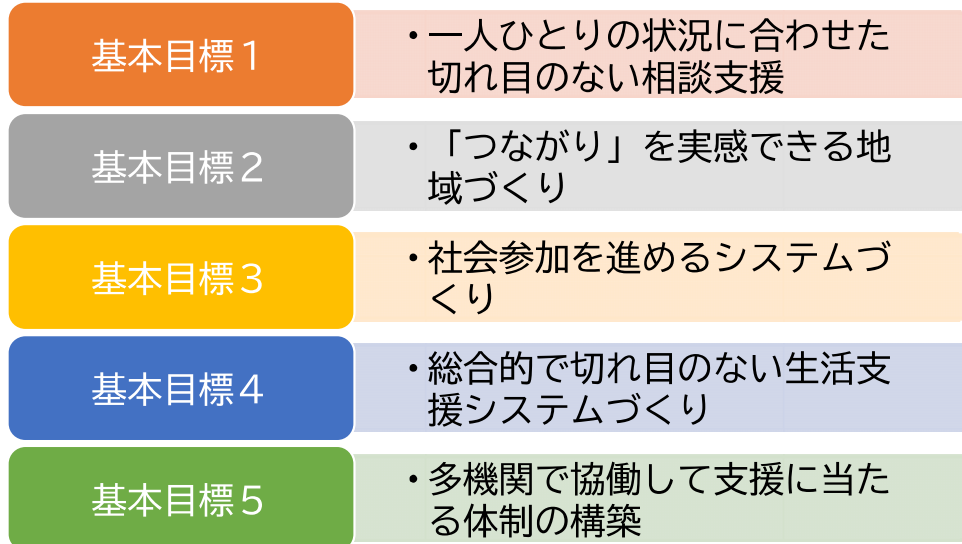 基本目標１
・一人ひとりの状況に合わせた
切れ目のない相談支援
基本目標２
・「つながり」を実感できる地
域づくり
基本目標３
・社会参加を進めるシステムづ
くり
基本目標４
・総合的で切れ目のない生活支
援システムづくり
基本目標５
・多機関で協働して支援に当た
る体制の構築